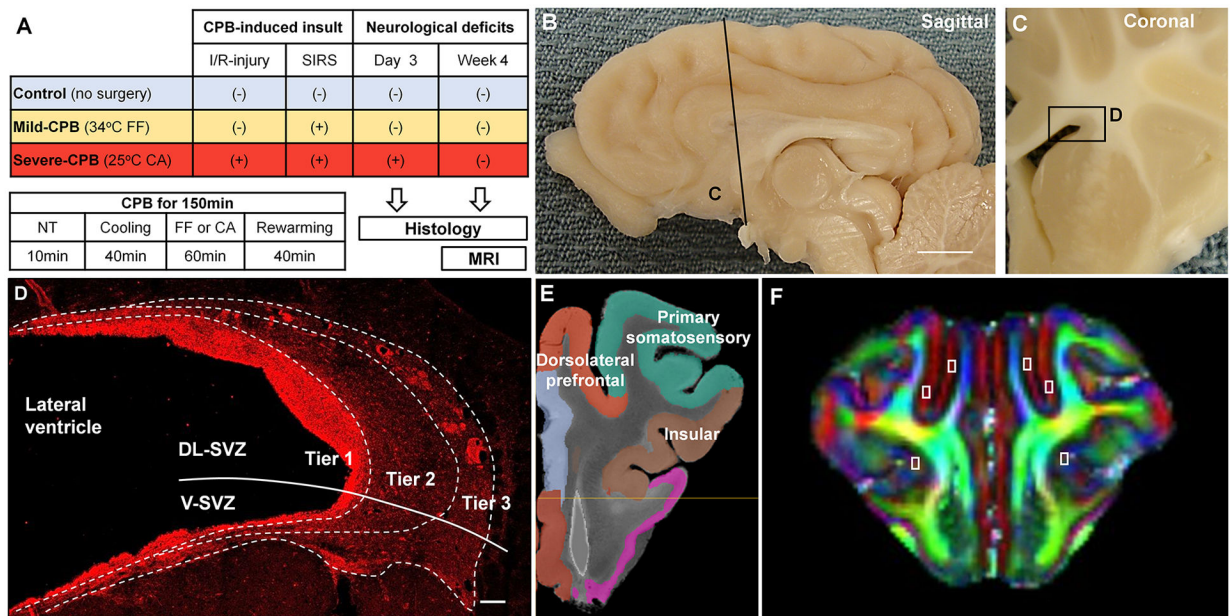 A
CPB-induced insult Neurological deficits
I/R-injury SIRS Day 3 Week 4
Control (no surgery) (-) (-) (-) (-)
Mild-CPB (34ºC FF) (-) (+) (-) (-)
Severe-CPB (25ºC CA) (+) (+) (+) (-)
CPB for 150min
NT Cooling FF or CA Rewarming
10min 40min 60min 40min
Histology
MRI
B
Sagittal
C
C
Coronal
D
D
Lateral
ventricle
DL-SVZ
V-SVZ
Tier 1
Tier 2
Tier 3
E
Primary
somatosensory
Dorsolateral
prefrontal
Insular
F